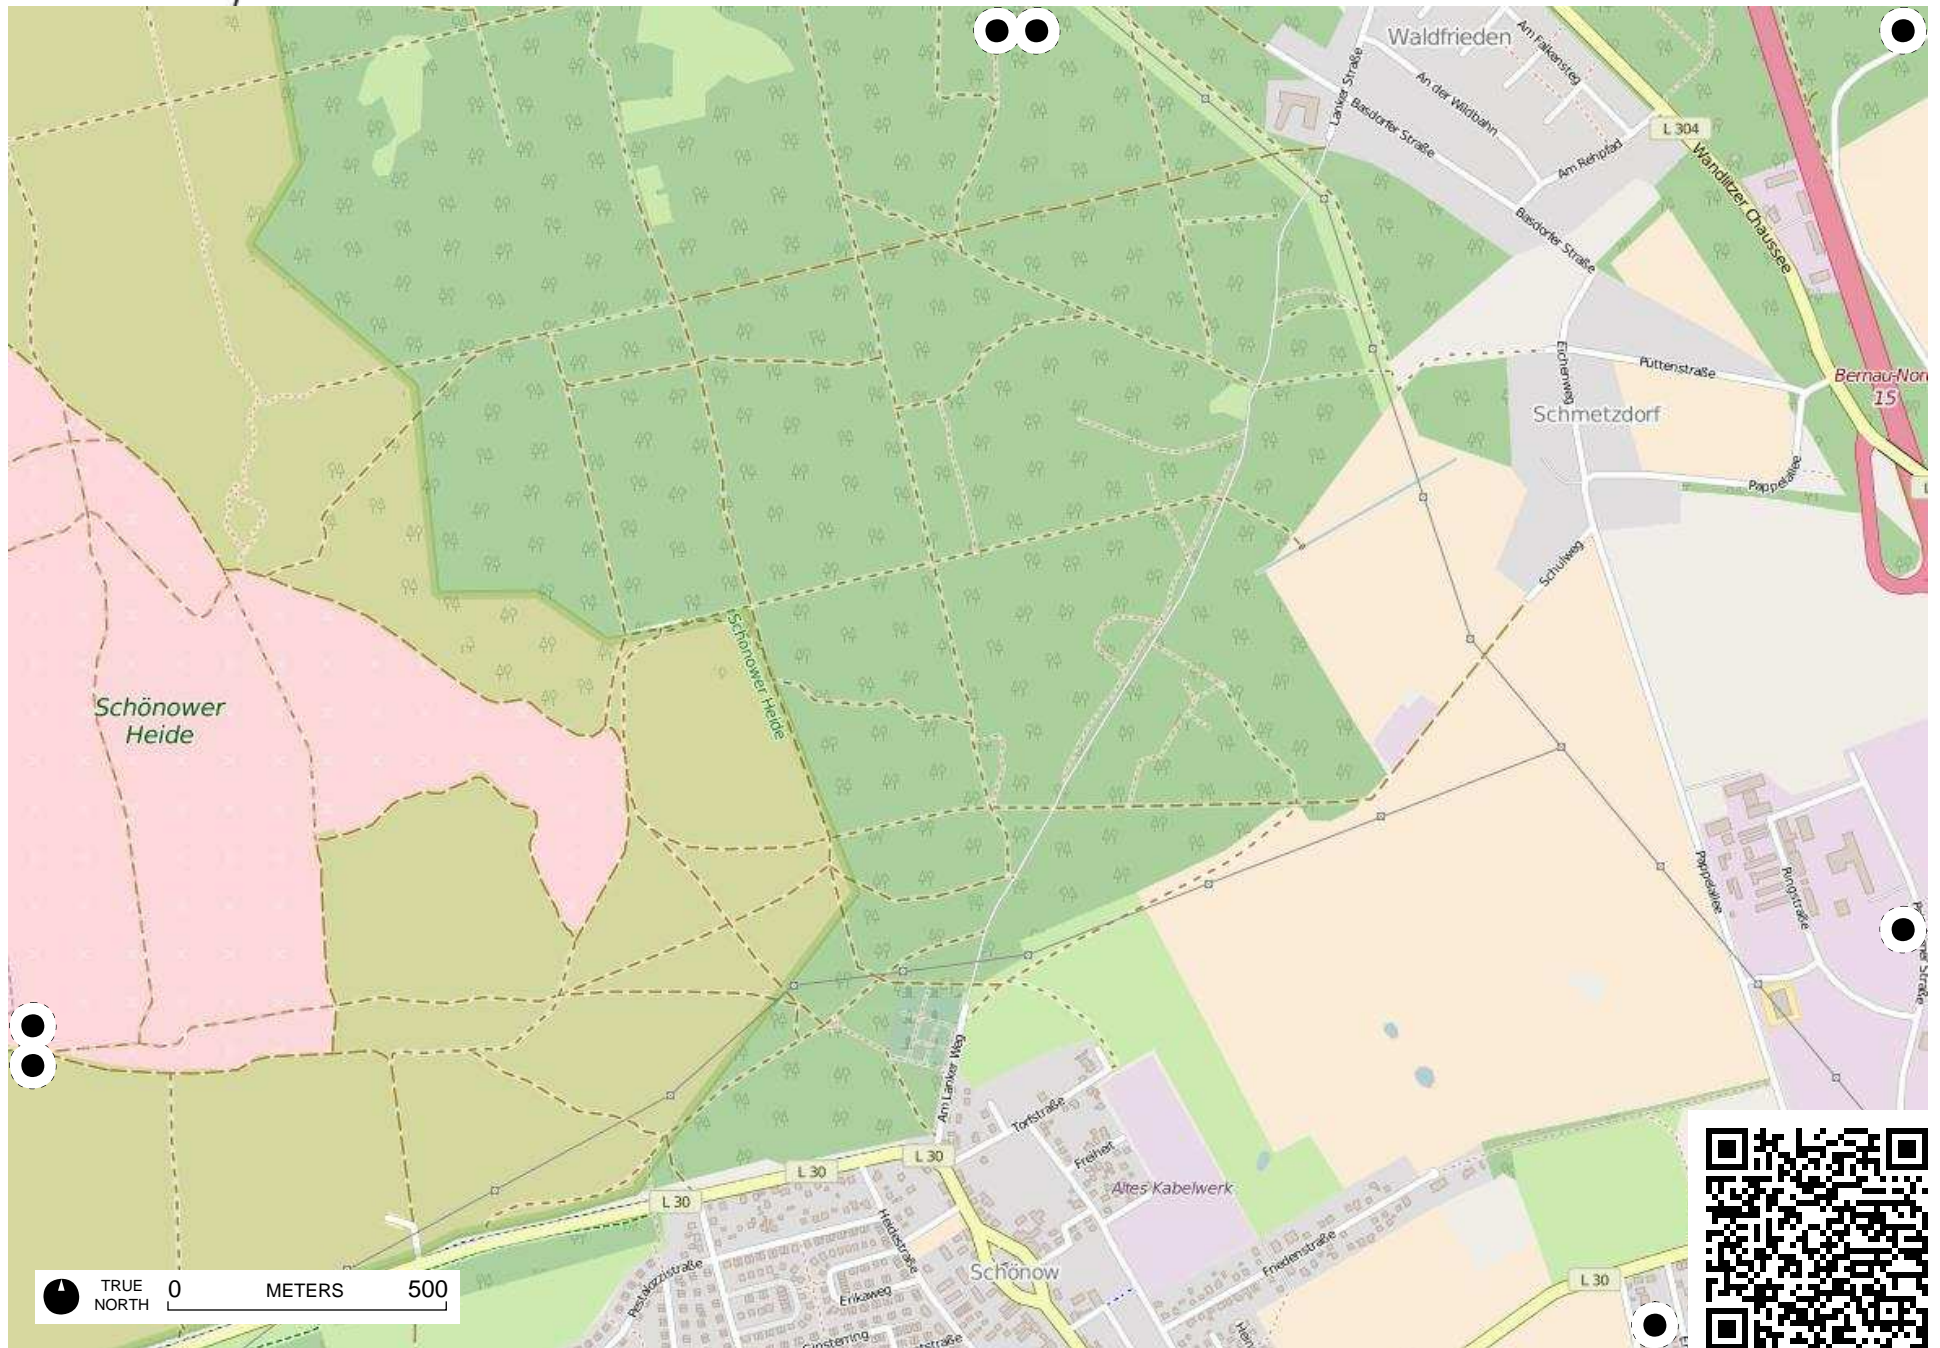 Waldfrieden
Am Falkensteg
Lanker Straße
An der Wildbahn
Basdorfer Straße
L 304
Am Rehpfad
Wandlitzer Chaussee
Basdorfer Straße
Eichenweg
Püttenstraße
Bernau-Nord
15
Schmetzdorf
Pappelallee
Schulweg
Schönower Heide
Schönower
Heide
Pappelallee
Ringstraße
Am Lanker Weg
Torfstraße
Freiheit
L 30
L 30
L 30
Altes Kabelwerk
Heidestraße
Friedenstraße
Schönow
Pestalozzistraße
Erikaweg
L 30
Ginsterring
TRUE
NORTH
0 METERS 500